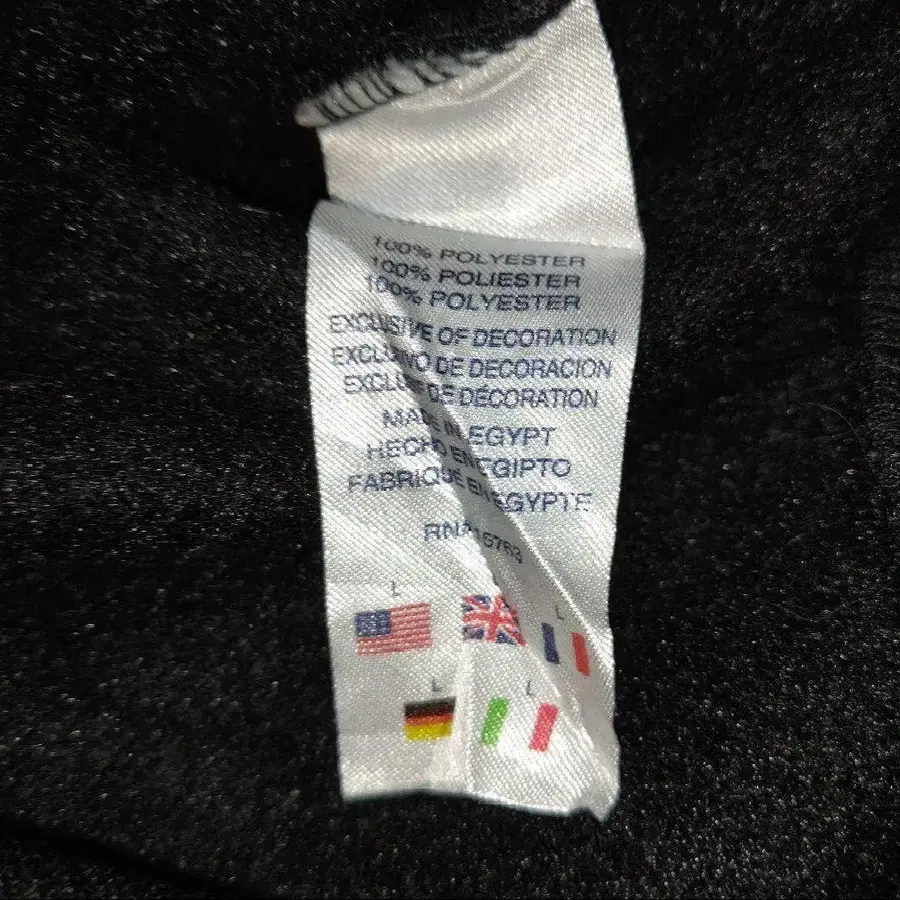 100% POLYESTER
100% POLIESTER
100% POLYESTER
EXCLUSIVE OF DECORATION
EXCLUSIVO DE DECORACION
EXCLUSIF DE DÉCORATION
MADE IN EGYPT
HECHO EN EGIPTO
FABRIQUÉ EN EGYPTE
L
L
L
L